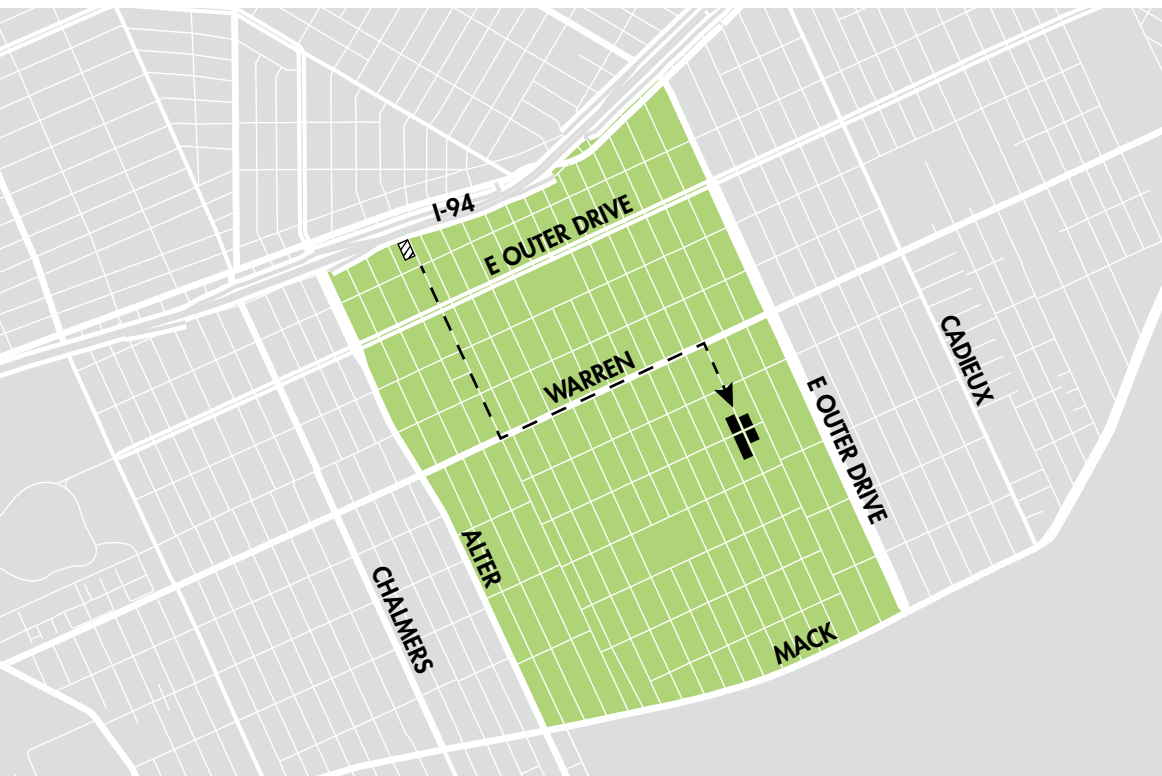 I-94
E OUTER DRIVE
WARREN
CADIEUX
E OUTER DRIVE
ALTER
CHALMERS
MACK